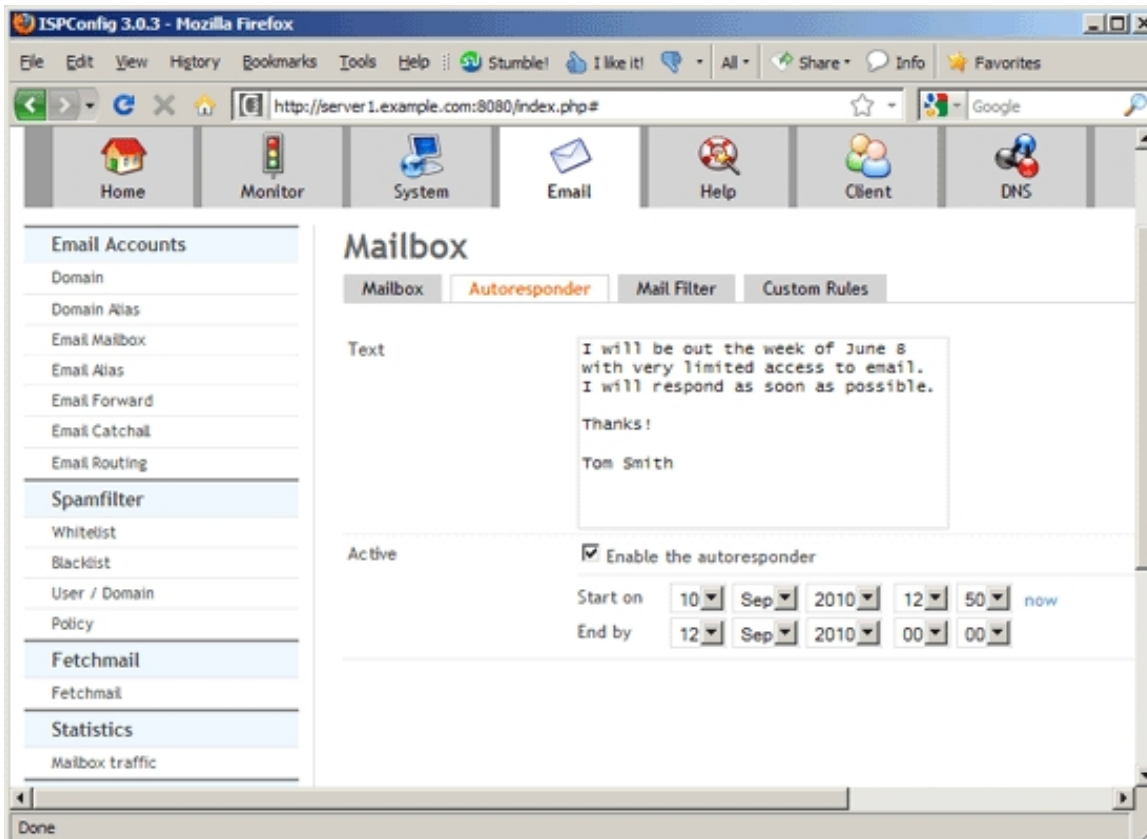 ISPConfig 3.0.3 - Mozilla Firefox
File Edit View History Bookmarks Tools Help Stumble! I like it! All Share Info Favorites
http://server1.example.com:8080/index.php# Google
Home Monitor System Email Help Client DNS
Email Accounts
Domain
Domain Alias
Email Mailbox
Email Alias
Email Forward
Email Catchall
Email Routing
Spamfilter
Whitelist
Blacklist
User / Domain
Policy
Fetchmail
Fetchmail
Statistics
Mailbox traffic
Mailbox
Mailbox Autoresponder Mail Filter Custom Rules
Text
I will be out the week of June 8
with very limited access to email.
I will respond as soon as possible.
Thanks!
Tom Smith
Active Enable the autoresponder
Start on 10 Sep 2010 12 50 now
End by 12 Sep 2010 00 00
Done